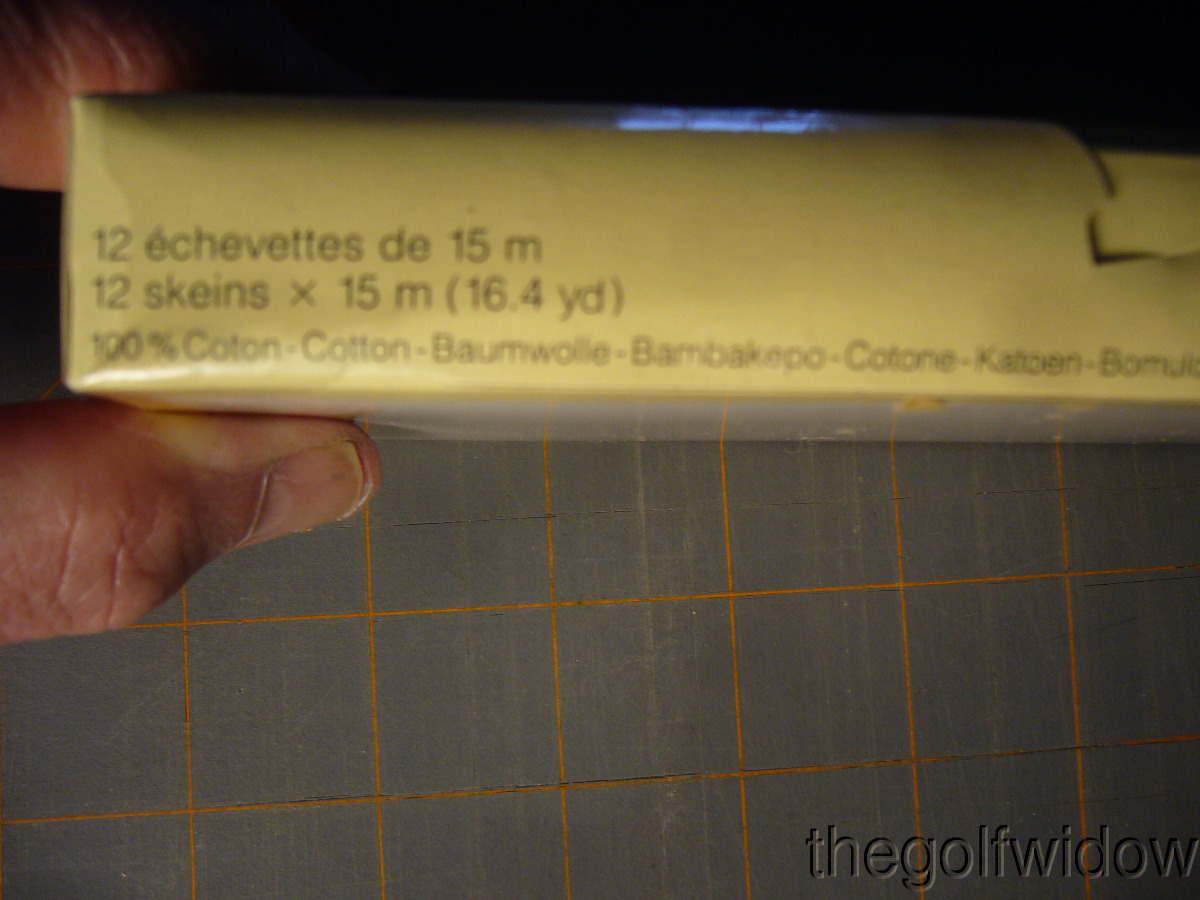 12 échevettes de 15 m
12 skeins × 15 m (16.4 yd)
100% Coton - Cotton - Baumwolle - Bambakepo - Cotone - Katoen -
thegolfwidow